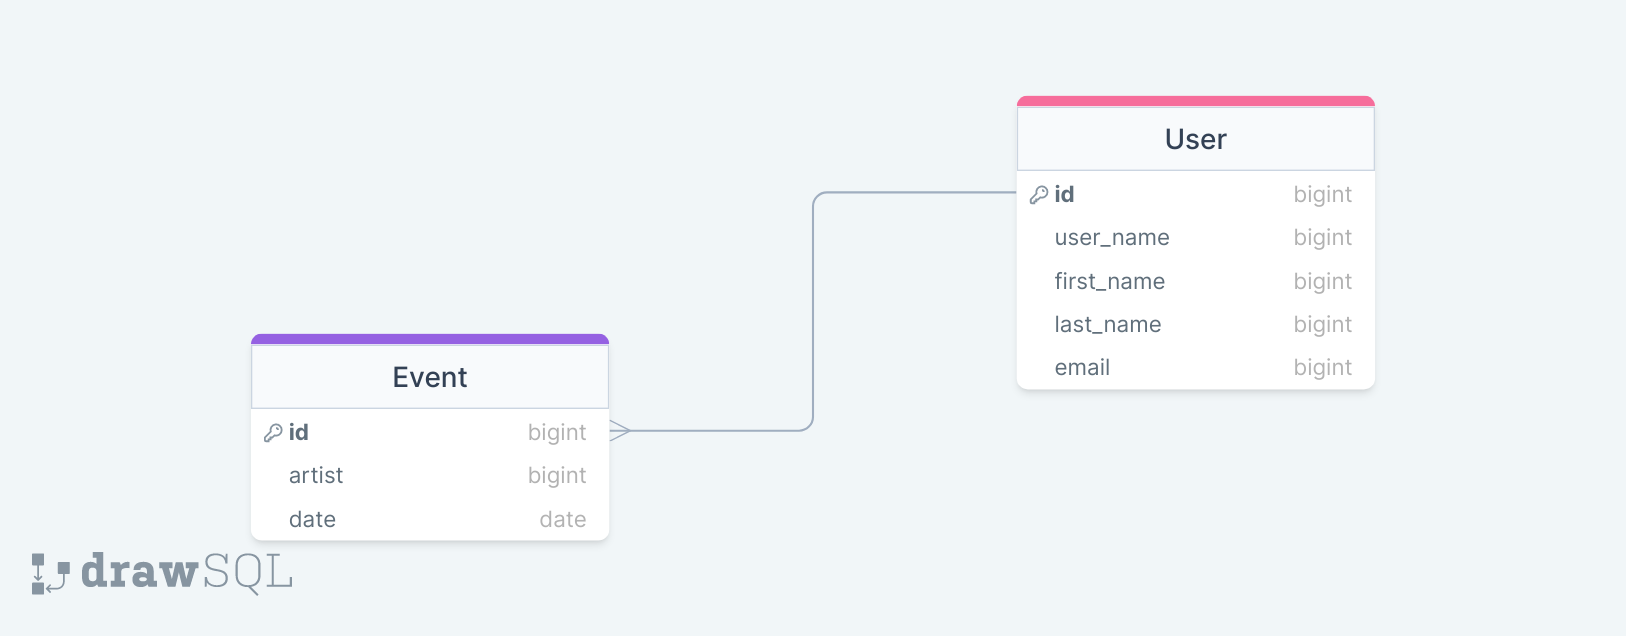 User
id bigint
user_name bigint
first_name bigint
last_name bigint
email bigint
Event
id bigint
artist bigint
date date
drawSQL